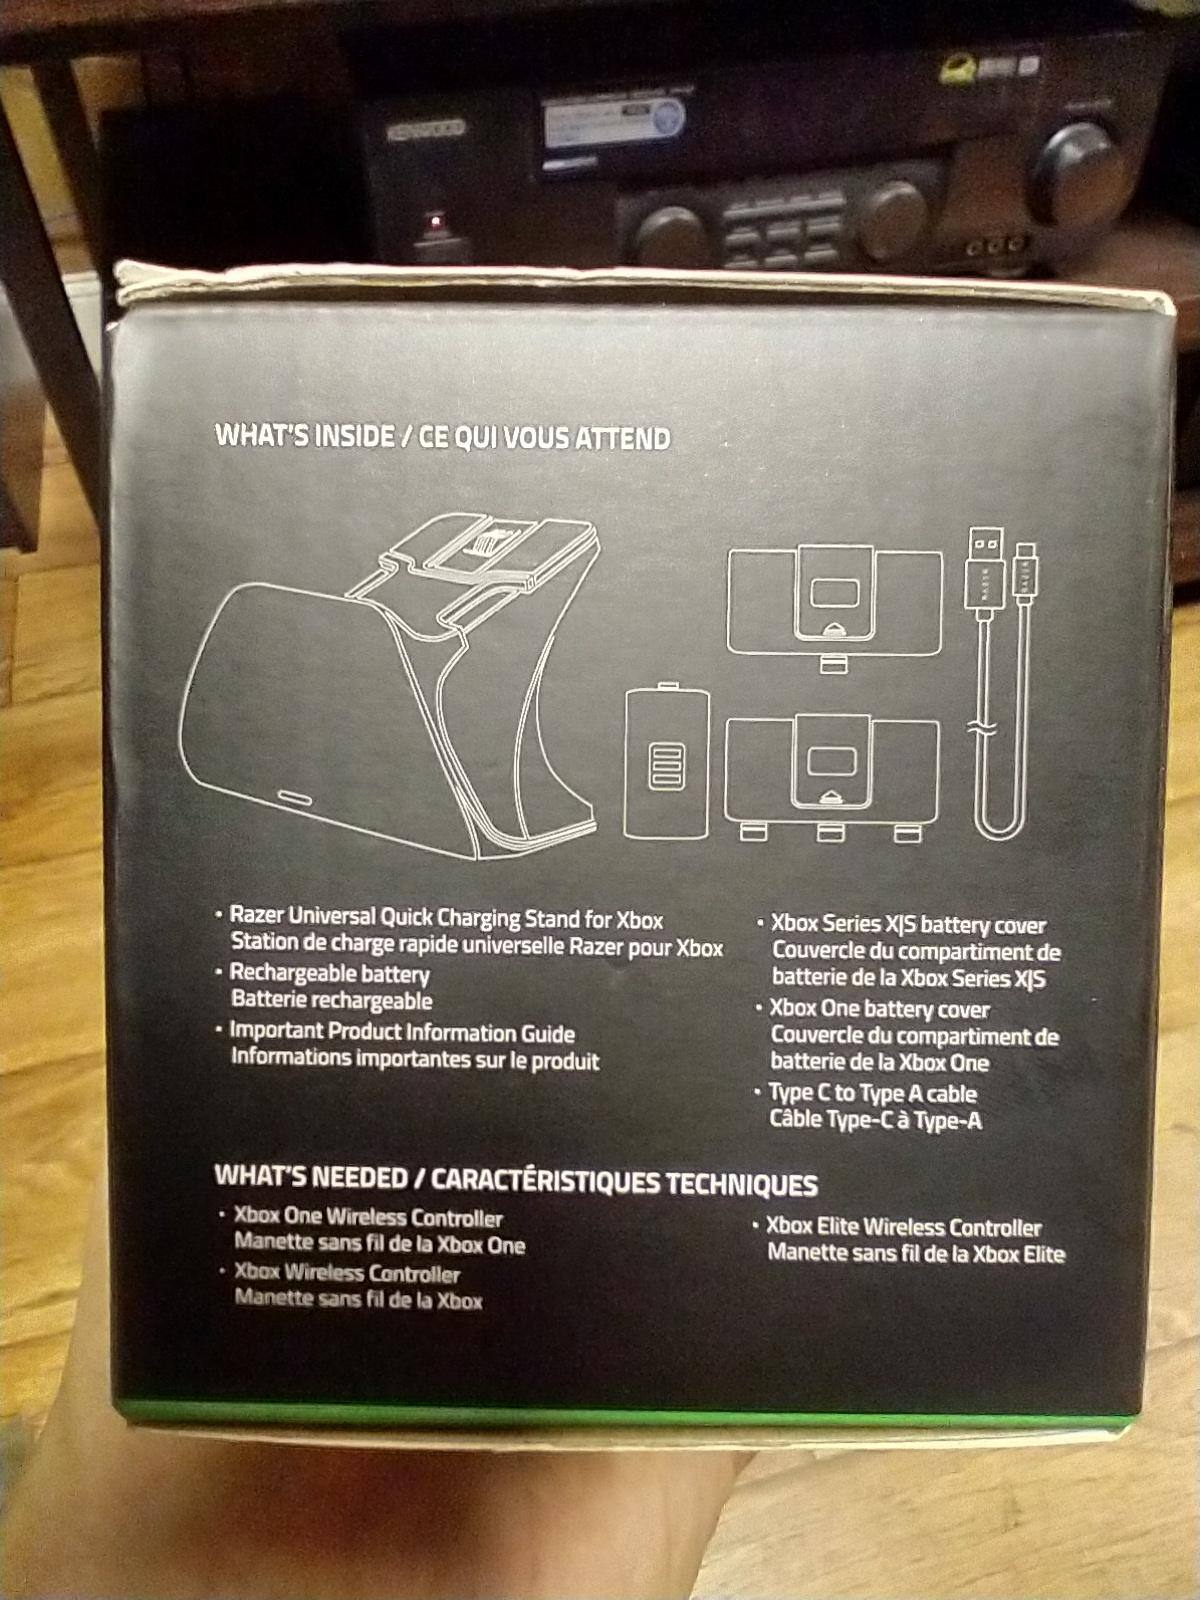 KENWOOD
WHAT'S INSIDE / CE QUI VOUS ATTEND
RAZER
RAZER
• Razer Universal Quick Charging Stand for Xbox
Station de charge rapide universelle Razer pour Xbox
• Rechargeable battery
Batterie rechargeable
• Important Product Information Guide
Informations importantes sur le produit
• Xbox Series X|S battery cover
Couvercle du compartiment de
batterie de la Xbox Series X|S
• Xbox One battery cover
Couvercle du compartiment de
batterie de la Xbox One
• Type C to Type A cable
Câble Type-C à Type-A
WHAT'S NEEDED / CARACTÉRISTIQUES TECHNIQUES
• Xbox One Wireless Controller
Manette sans fil de la Xbox One
• Xbox Wireless Controller
Manette sans fil de la Xbox
• Xbox Elite Wireless Controller
Manette sans fil de la Xbox Elite